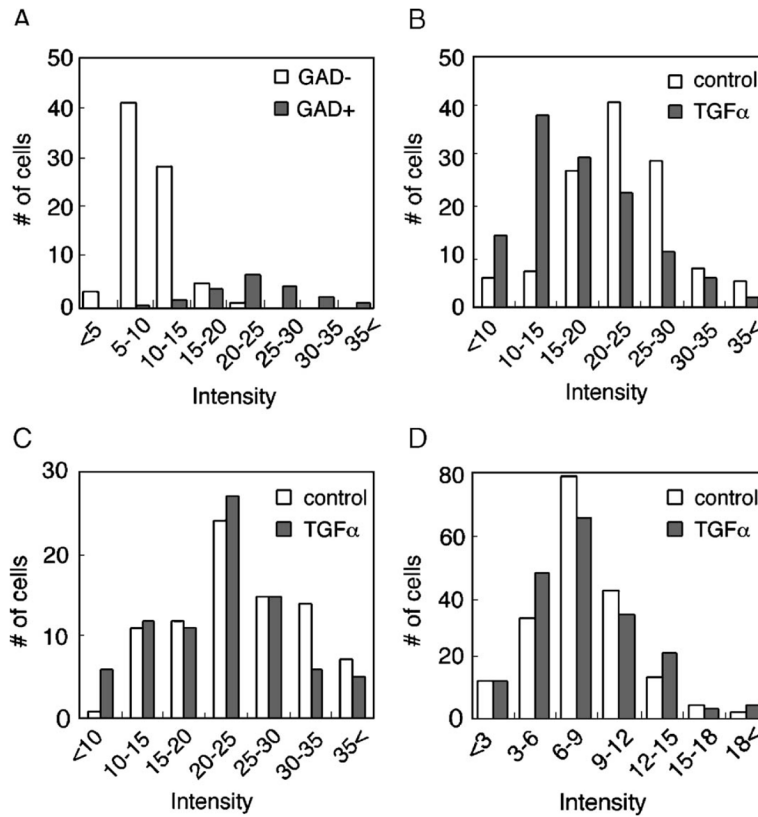 A
# of cells
50
40
30
20
10
0
GAD-
GAD+
<5
5-10
10-15
15-20
20-25
25-30
30-35
35<
Intensity
B
# of cells
50
40
30
20
10
0
control
TGFα
<10
10-15
15-20
20-25
25-30
30-35
35<
Intensity
C
# of cells
30
20
10
0
control
TGFα
<10
10-15
15-20
20-25
25-30
30-35
35<
Intensity
D
# of cells
80
60
40
20
0
control
TGFα
<3
3-6
6-9
9-12
12-15
15-18
18<
Intensity